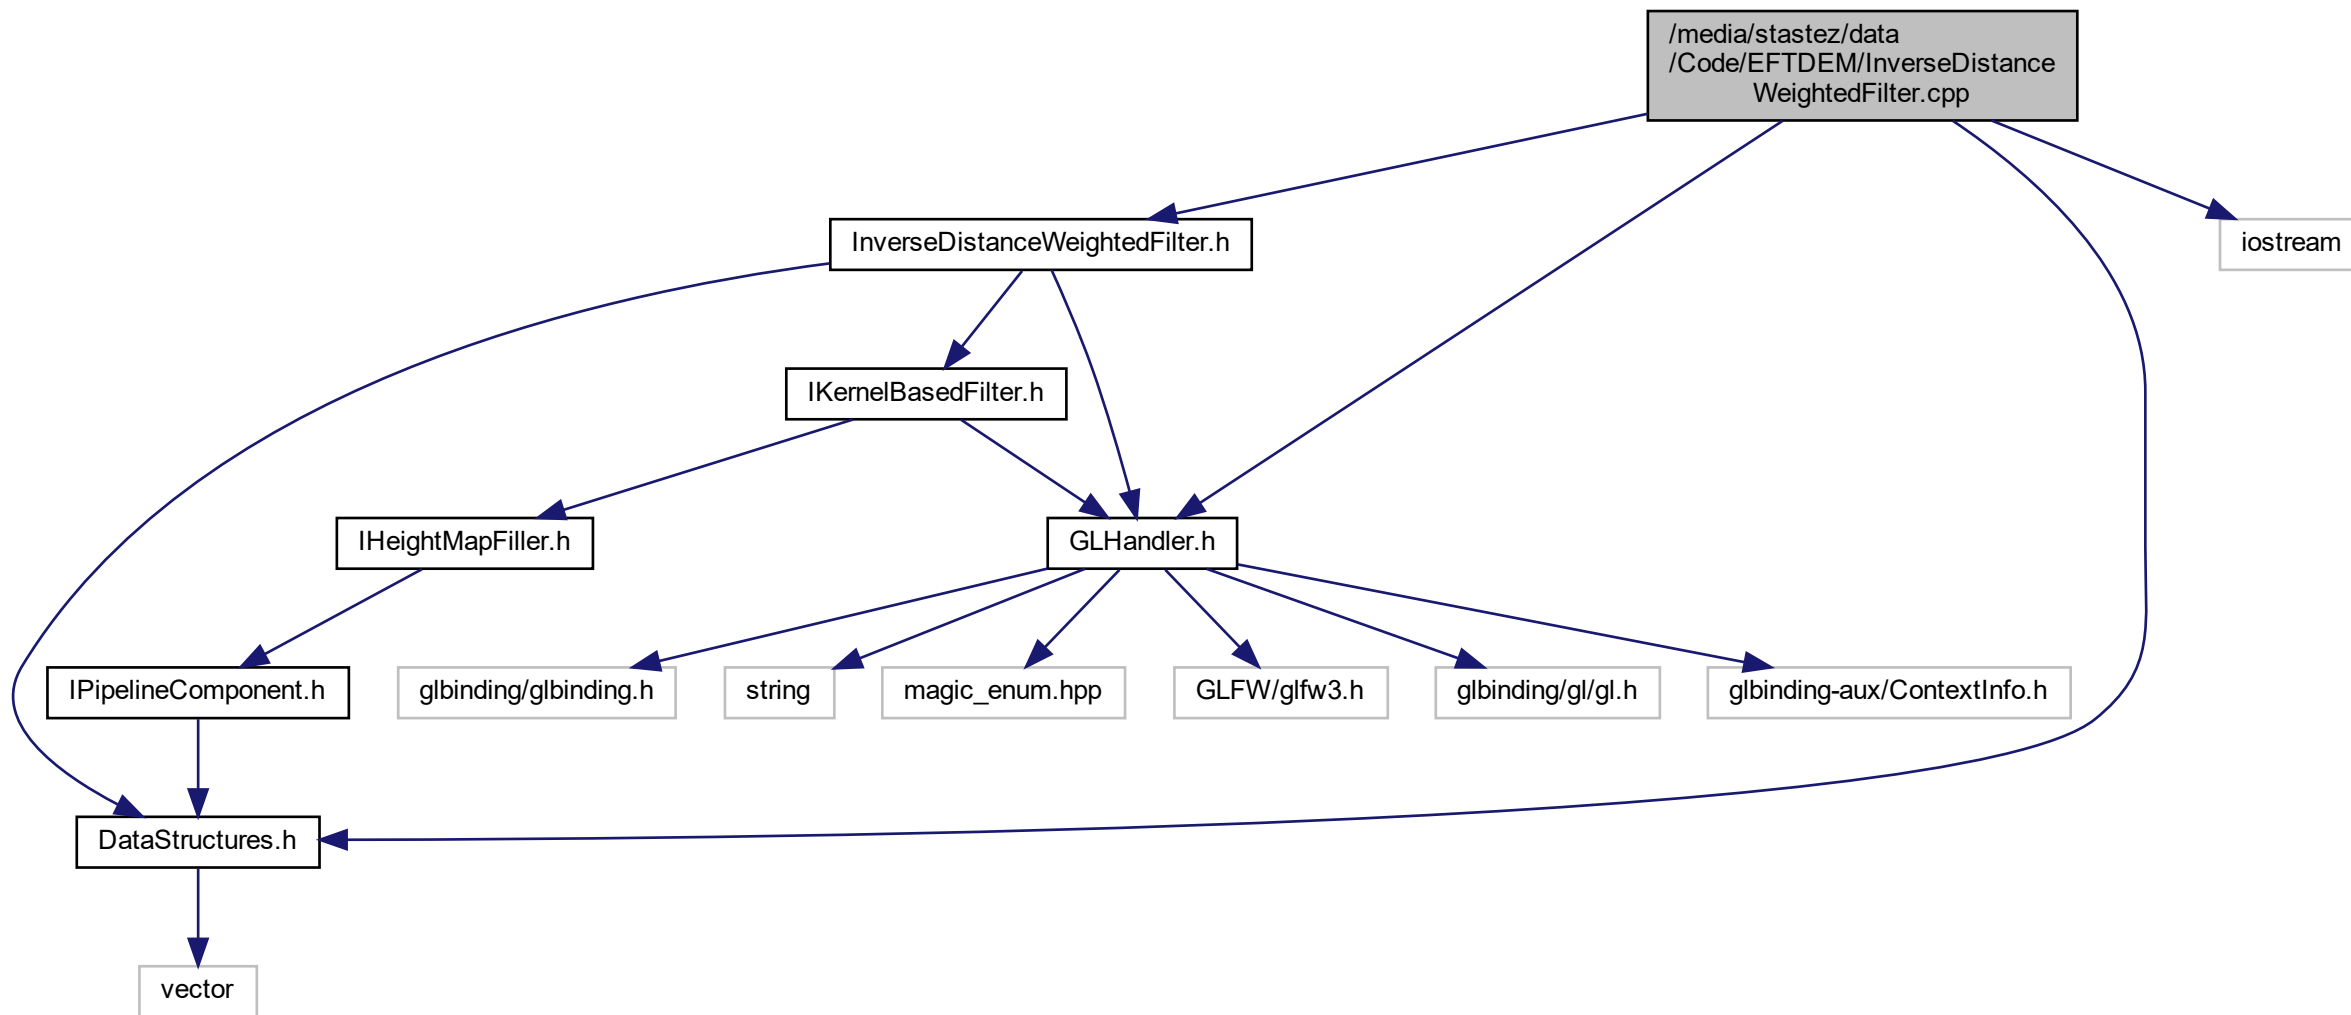 /media/stastez/data
/Code/EFTDEM/InverseDistance
WeightedFilter.cpp
InverseDistanceWeightedFilter.h
iostream
IKernelBasedFilter.h
IHeightMapFiller.h
GLHandler.h
IPipelineComponent.h
glbinding/glbinding.h
string
magic_enum.hpp
GLFW/glfw3.h
glbinding/gl/gl.h
glbinding-aux/ContextInfo.h
DataStructures.h
vector